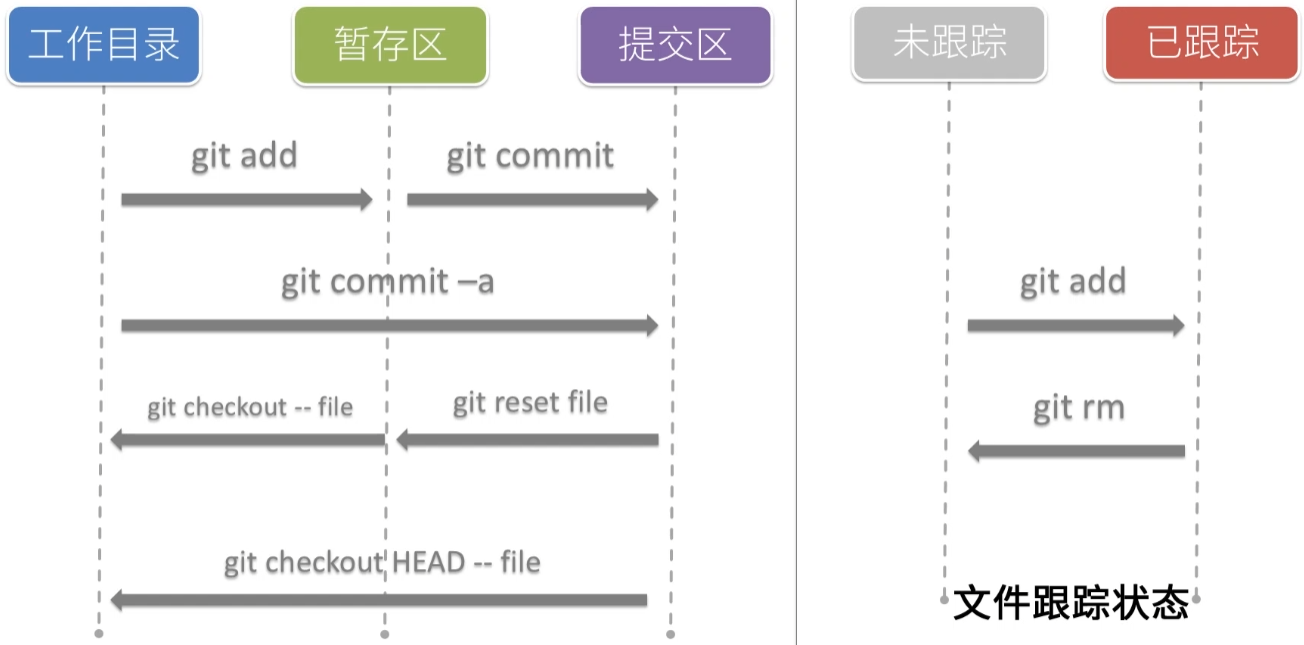 工作目录 暂存区 提交区 未跟踪 已跟踪
git add git commit
git commit –a git add
git checkout -- file git reset file git rm
git checkout HEAD -- file
文件跟踪状态